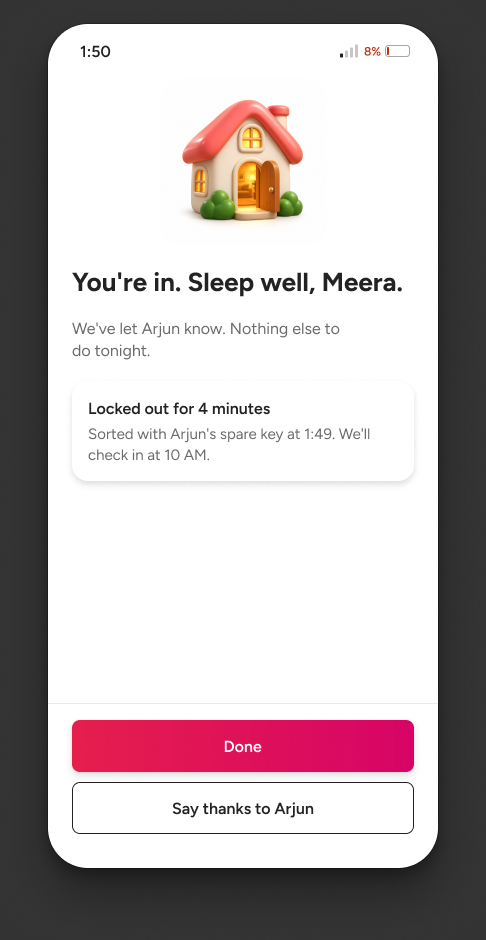 1:50
8%
You're in. Sleep well, Meera.
We've let Arjun know. Nothing else to
do tonight.
Locked out for 4 minutes
Sorted with Arjun's spare key at 1:49. We'll
check in at 10 AM.
Done
Say thanks to Arjun